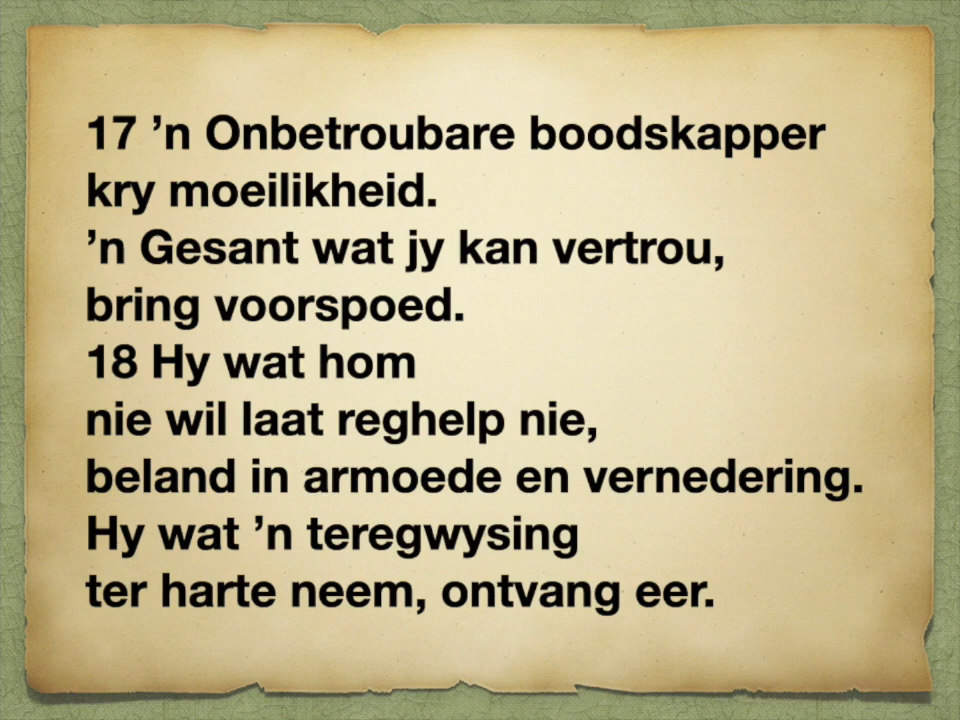 17 ’n Onbetroubare boodskapper
kry moeilikheid.
’n Gesant wat jy kan vertrou,
bring voorspoed.
18 Hy wat hom
nie wil laat reghelp nie,
beland in armoede en vernedering.
Hy wat ’n teregwysing
ter harte neem, ontvang eer.